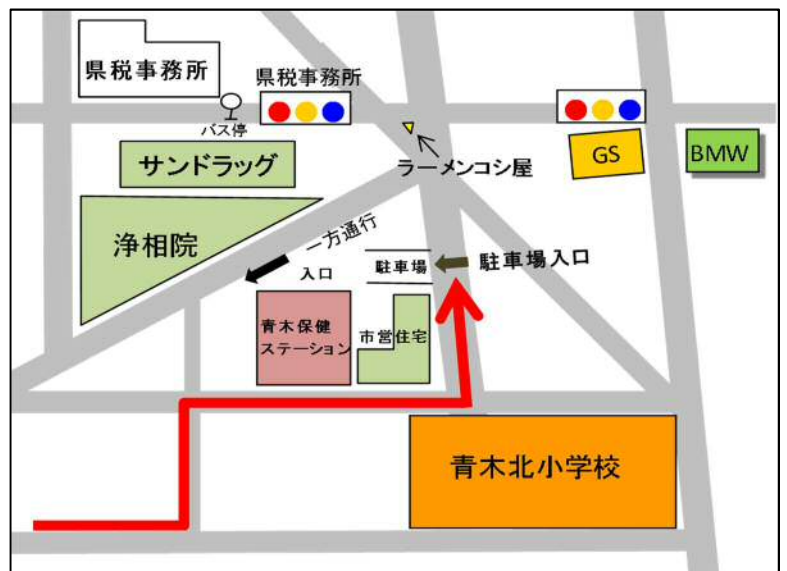 県税事務所
県税事務所
バス停
サンドラッグ
ラーメンコシ屋
GS
BMW
浄相院
一方通行
入口
駐車場
駐車場入口
青木保健
ステーション
市営住宅
青木北小学校